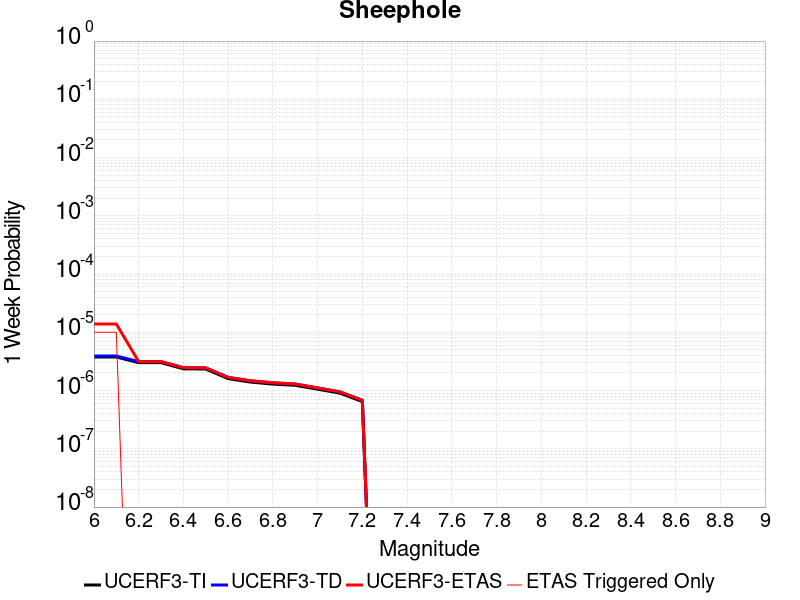 Sheephole
10 0
10 -1
10 -2
10 -3
10 -4
10 -5
10 -6
10 -7
10 -8
1 Week Probability
6 6.2 6.4 6.6 6.8 7 7.2 7.4 7.6 7.8 8 8.2 8.4 8.6 8.8 9
Magnitude
UCERF3-TI UCERF3-TD UCERF3-ETAS ETAS Triggered Only